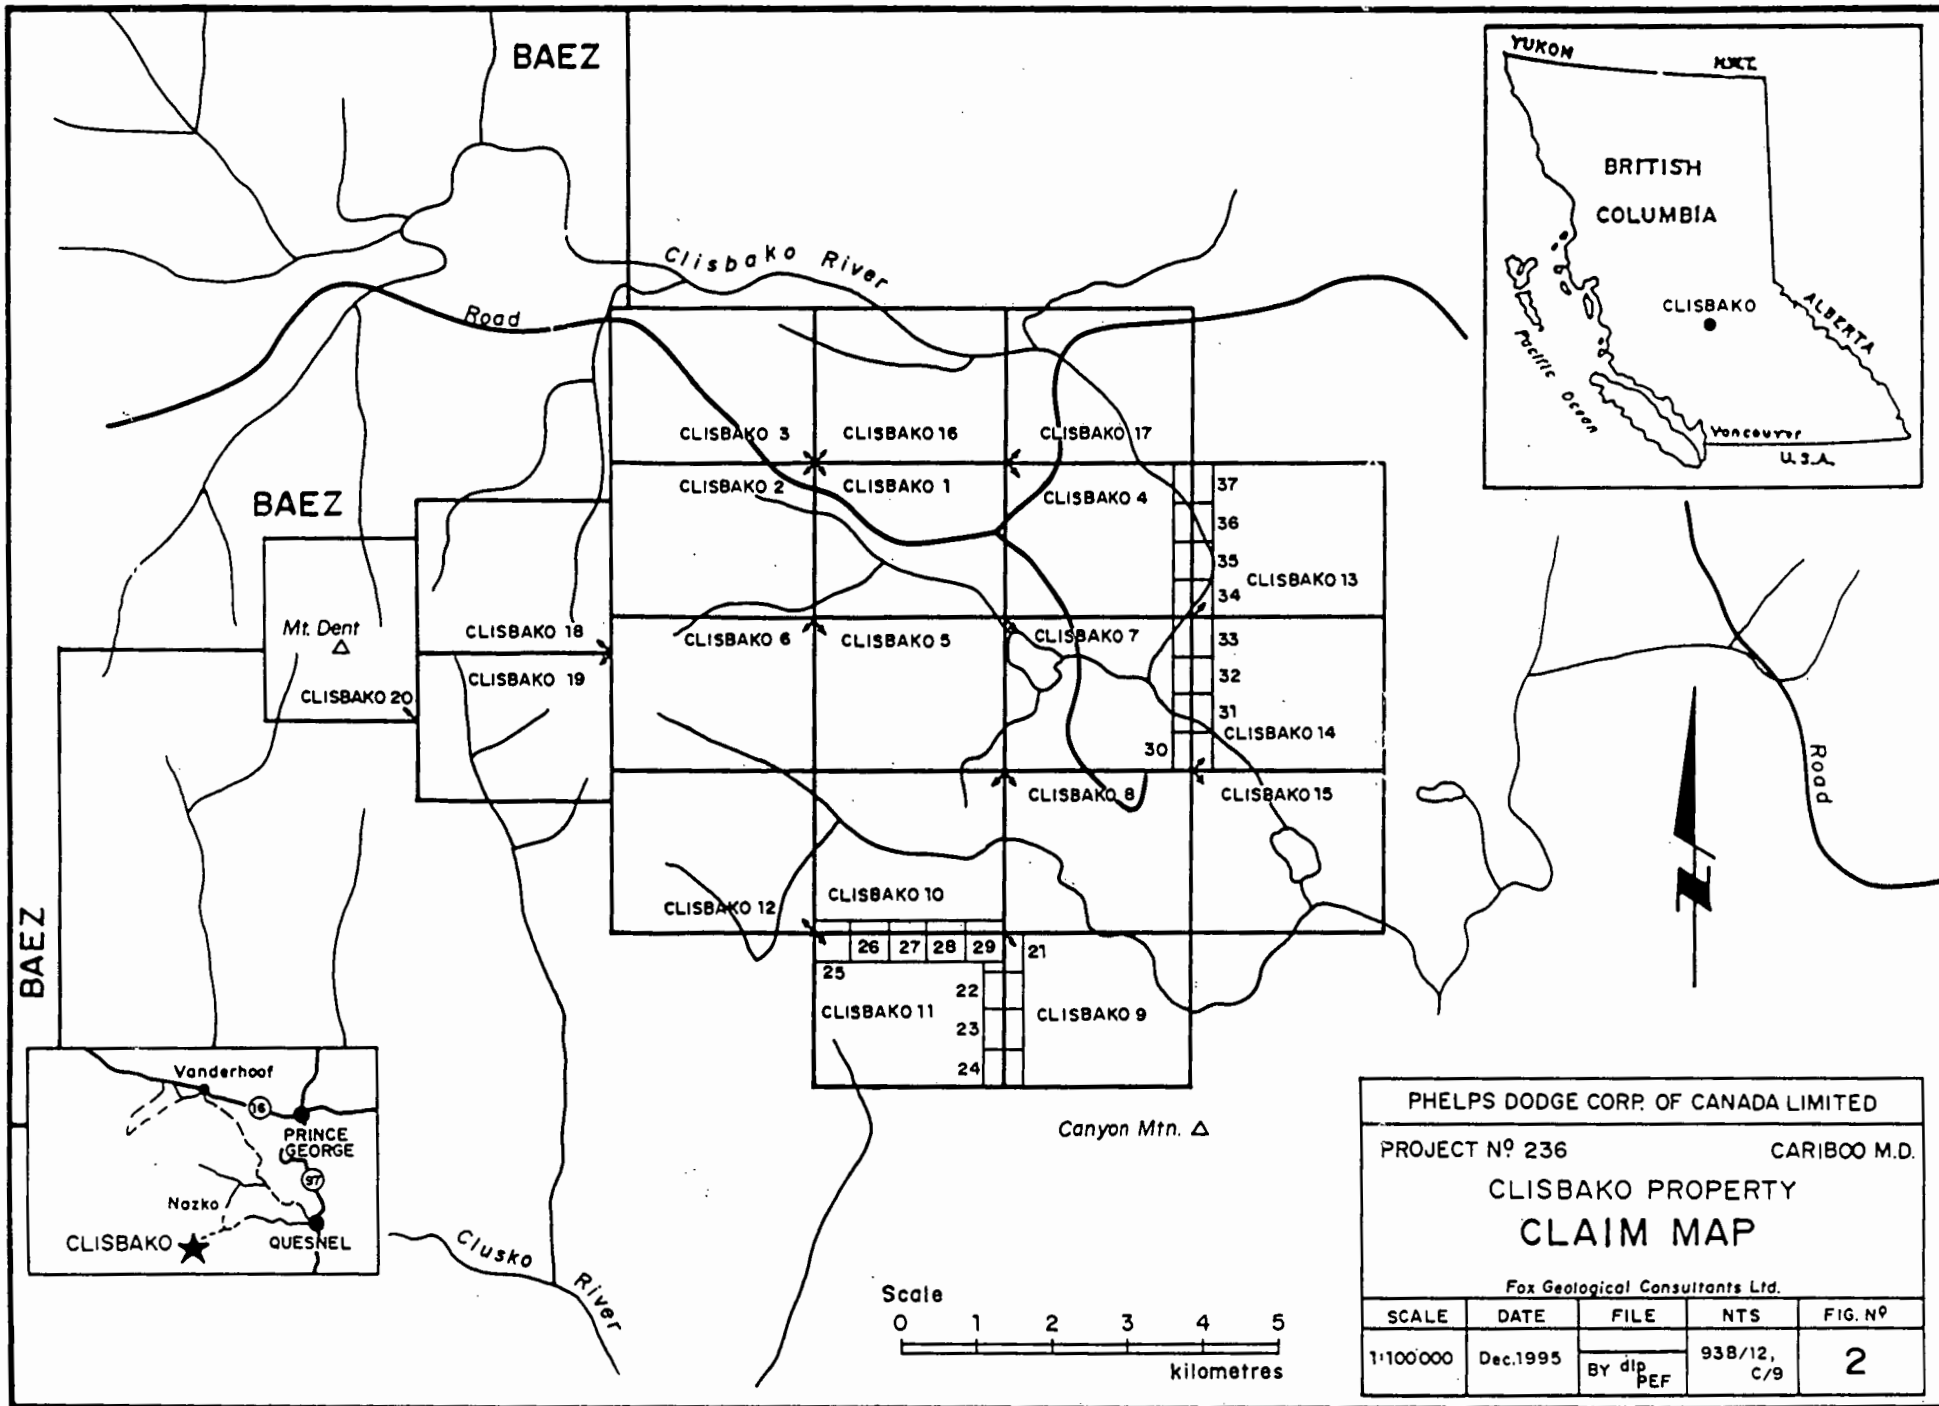 BAEZ
YUKON
N.W.T.
BRITISH
COLUMBIA
CLISBAKO
ALBERTA
Pacific Ocean
Vancouver
U.S.A.
Clisbako River
Road
CLISBAKO 3
CLISBAKO 16
CLISBAKO 17
CLISBAKO 2
CLISBAKO 1
CLISBAKO 4
37
36
35
34
CLISBAKO 13
BAEZ
Mt. Dent
CLISBAKO 18
CLISBAKO 6
CLISBAKO 5
CLISBAKO 7
33
32
31
30
CLISBAKO 14
CLISBAKO 20
CLISBAKO 19
CLISBAKO 8
CLISBAKO 15
Road
N
CLISBAKO 12
CLISBAKO 10
26
27
28
29
21
25
22
CLISBAKO 11
23
24
CLISBAKO 9
BAEZ
Canyon Mtn.
Vanderhoof
16
PRINCE
GEORGE
97
Nazko
CLISBAKO
QUESNEL
Clusko River
Scale
0 1 2 3 4 5
kilometres
PHELPS DODGE CORP. OF CANADA LIMITED
PROJECT Nº 236
CARIBOO M.D.
CLISBAKO PROPERTY
CLAIM MAP
Fox Geological Consultants Ltd.
SCALE DATE FILE NTS FIG. Nº
1:100000 Dec.1995 BY dlp PEF 93B/12, C/9 2